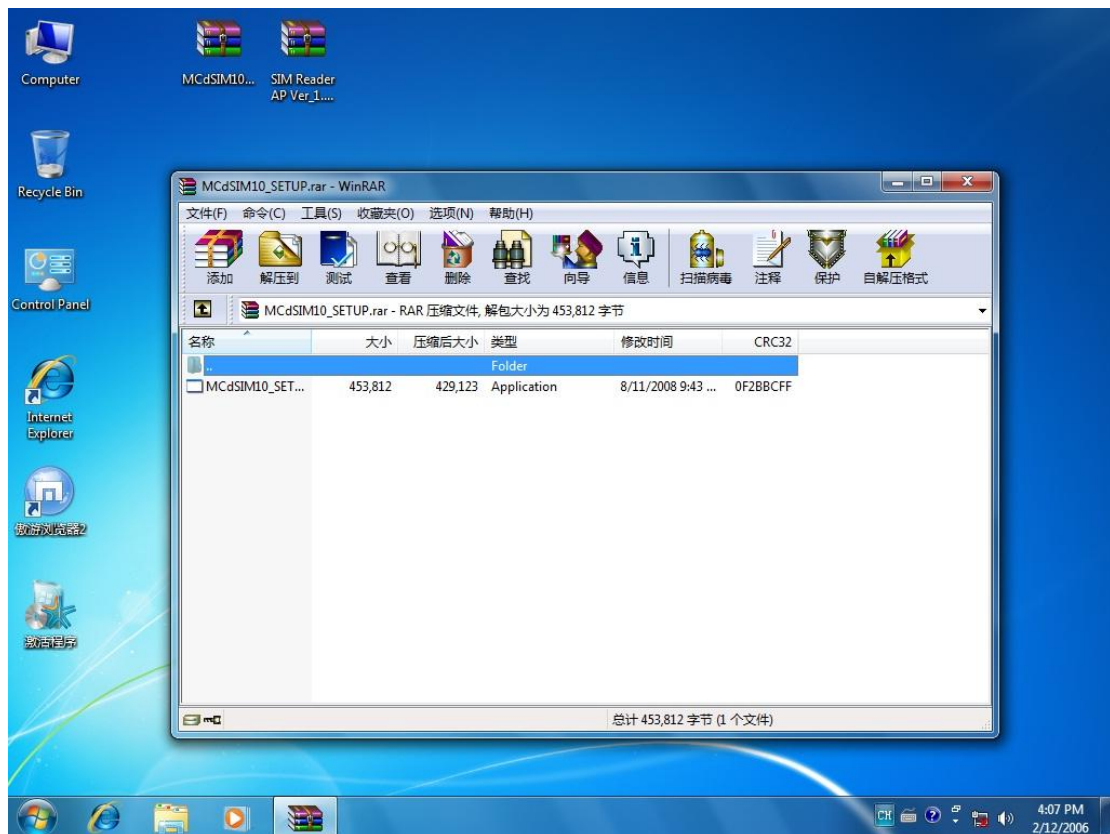 Computer
MCdSIM10...
SIM Reader
AP Ver_1....
Recycle Bin
Control Panel
Internet
Explorer
傲游浏览器2
激活程序
MCdSIM10_SETUP.rar - WinRAR
文件(F) 命令(C) 工具(S) 收藏夹(O) 选项(N) 帮助(H)
添加 解压到 测试 查看 删除 查找 向导 信息 扫描病毒 注释 保护 自解压格式
MCdSIM10_SETUP.rar - RAR 压缩文件, 解包大小为 453,812 字节
名称 大小 压缩后大小 类型 修改时间 CRC32
.. Folder
MCdSIM10_SET... 453,812 429,123 Application 8/11/2008 9:43 ... 0F2BBCFF
总计 453,812 字节 (1 个文件)
CH 4:07 PM
2/12/2006